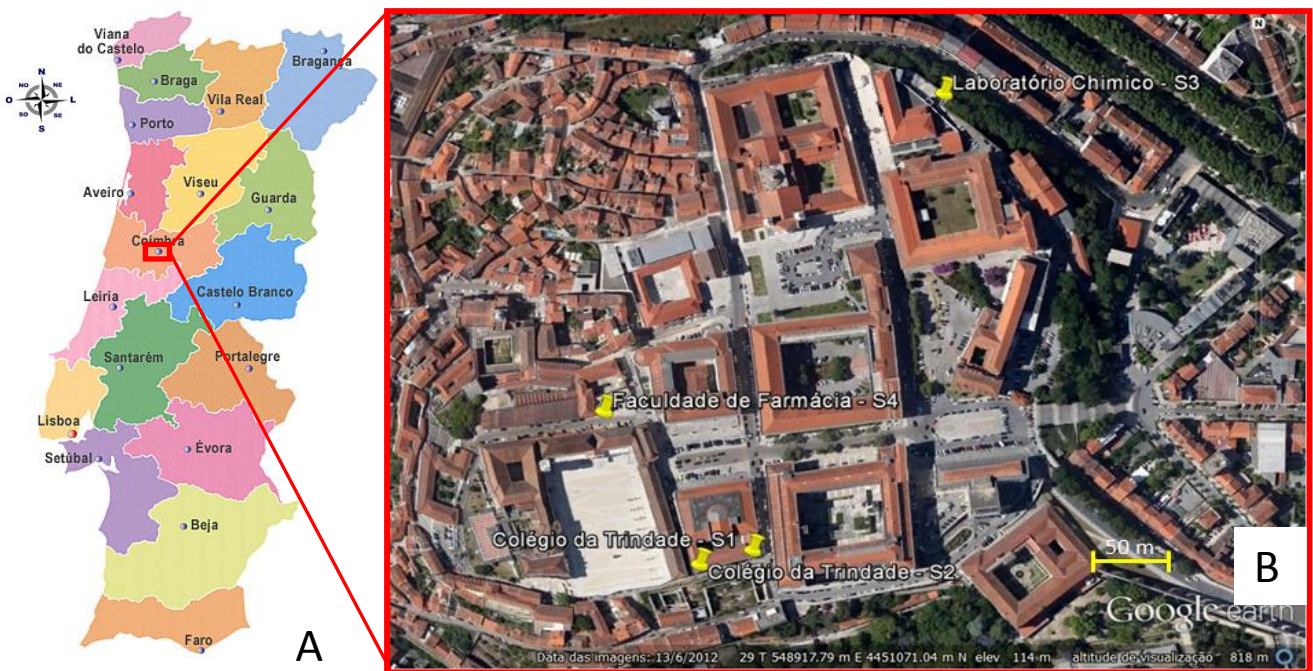 Viana
do Castelo
Bragança
Braga
Vila Real
N
NO
NE
O
L
SO
SE
S
Porto
Aveiro
Viseu
Guarda
Coimbra
Leiria
Castelo Branco
Santarém
Portalegre
Lisboa
Setúbal
Évora
Beja
Faro
A
N
Laboratório Chimico - S3
Faculdade de Farmácia - S4
Colégio da Trindade - S1
Colégio da Trindade - S2
50 m
B
Google earth
Data das imagens: 13/6/2012 29 T 548917.79 m E 4451071.04 m N elev 114 m altitude de visualização 818 m